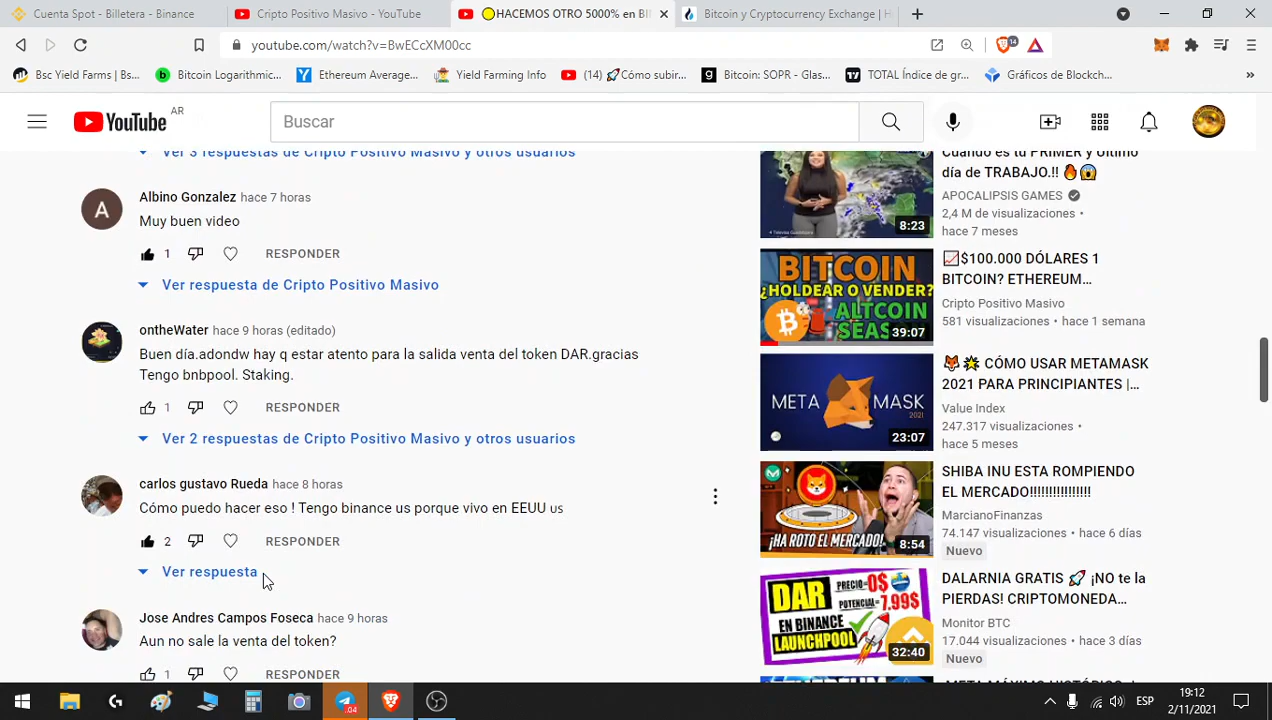 Cuenta Spot - Billetera - Binance
Cripto Positivo Masivo - YouTube
HACEMOS OTRO 5000% en BI
Bitcoin y Cryptocurrency Exchange | H
youtube.com/watch?v=BwECcXM00cc
14
Bsc Yield Farms | Bs...
Bitcoin Logarithmic...
Ethereum Average...
Yield Farming Info
(14) 🚀Cómo subir...
Bitcoin: SOPR - Glas...
TOTAL Índice de gr...
Gráficos de Blockch...
YouTube AR
Buscar
Ver 3 respuestas de Cripto Positivo Masivo y otros usuarios
A
Albino Gonzalez hace 7 horas
Muy buen video
1 RESPONDER
Ver respuesta de Cripto Positivo Masivo
ontheWater hace 9 horas (editado)
Buen día.adondw hay q estar atento para la salida venta del token DAR.gracias
Tengo bnbpool. Staking.
1 RESPONDER
Ver 2 respuestas de Cripto Positivo Masivo y otros usuarios
carlos gustavo Rueda hace 8 horas
Cómo puedo hacer eso ! Tengo binance us porque vivo en EEUU us
2 RESPONDER
Ver respuesta
Jose Andres Campos Foseca hace 9 horas
Aun no sale la venta del token?
1 RESPONDER
8:23
Cuando es tu PRIMER y Último
día de TRABAJO.!! 🔥😱
APOCALIPSIS GAMES
2,4 M de visualizaciones •
hace 7 meses
BITCOIN
¿HOLDEAR O VENDER?
ALTCOIN
SEAS
39:07
📈$100.000 DÓLARES 1
BITCOIN? ETHEREUM...
Cripto Positivo Masivo
581 visualizaciones • hace 1 semana
META MASK
2021
23:07
🦊🌟 CÓMO USAR METAMASK
2021 PARA PRINCIPIANTES |...
Value Index
247.317 visualizaciones •
hace 5 meses
¡HA ROTO EL MERCADO!
8:54
SHIBA INU ESTA ROMPIENDO
EL MERCADO!!!!!!!!!!!!!!!!
MarcianoFinanzas
74.147 visualizaciones • hace 6 días
Nuevo
DAR
PRECIO=0$
POTENCIAL=7.99$
EN BINANCE
LAUNCHPOOL
32:40
DALARNIA GRATIS 🚀 ¡NO te la
PIERDAS! CRIPTOMONEDA...
Monitor BTC
17.044 visualizaciones • hace 3 días
Nuevo
META MÁXIMO HISTÓRICO
04
ESP
19:12
2/11/2021